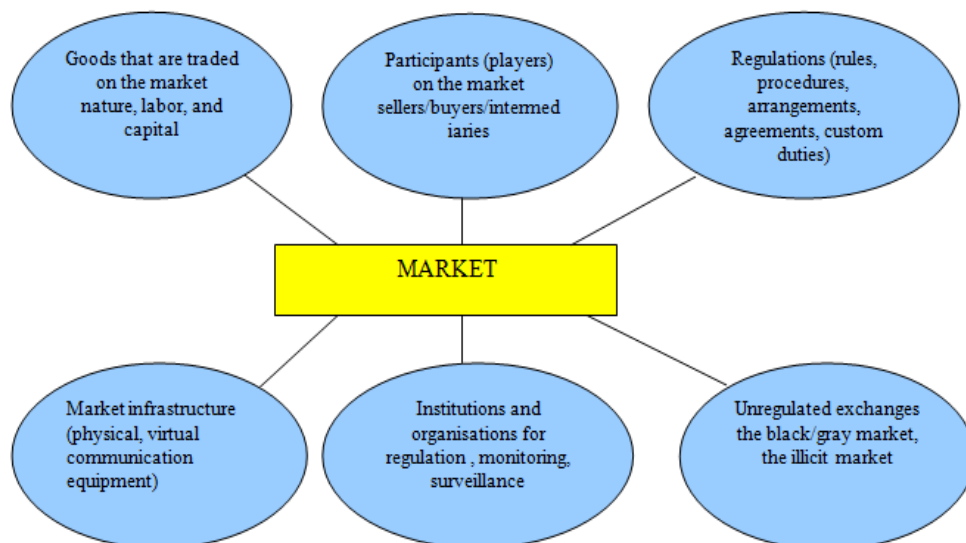 Goods that are traded
on the market
nature, labor, and
capital
Participants (players)
on the market
sellers/buyers/intermed
iaries
Regulations (rules,
procedures,
arrangements,
agreements, custom
duties)
MARKET
Market infrastructure
(physical, virtual
communication
equipment)
Institutions and
organisations for
regulation , monitoring,
surveillance
Unregulated exchanges
the black/gray market,
the illicit market